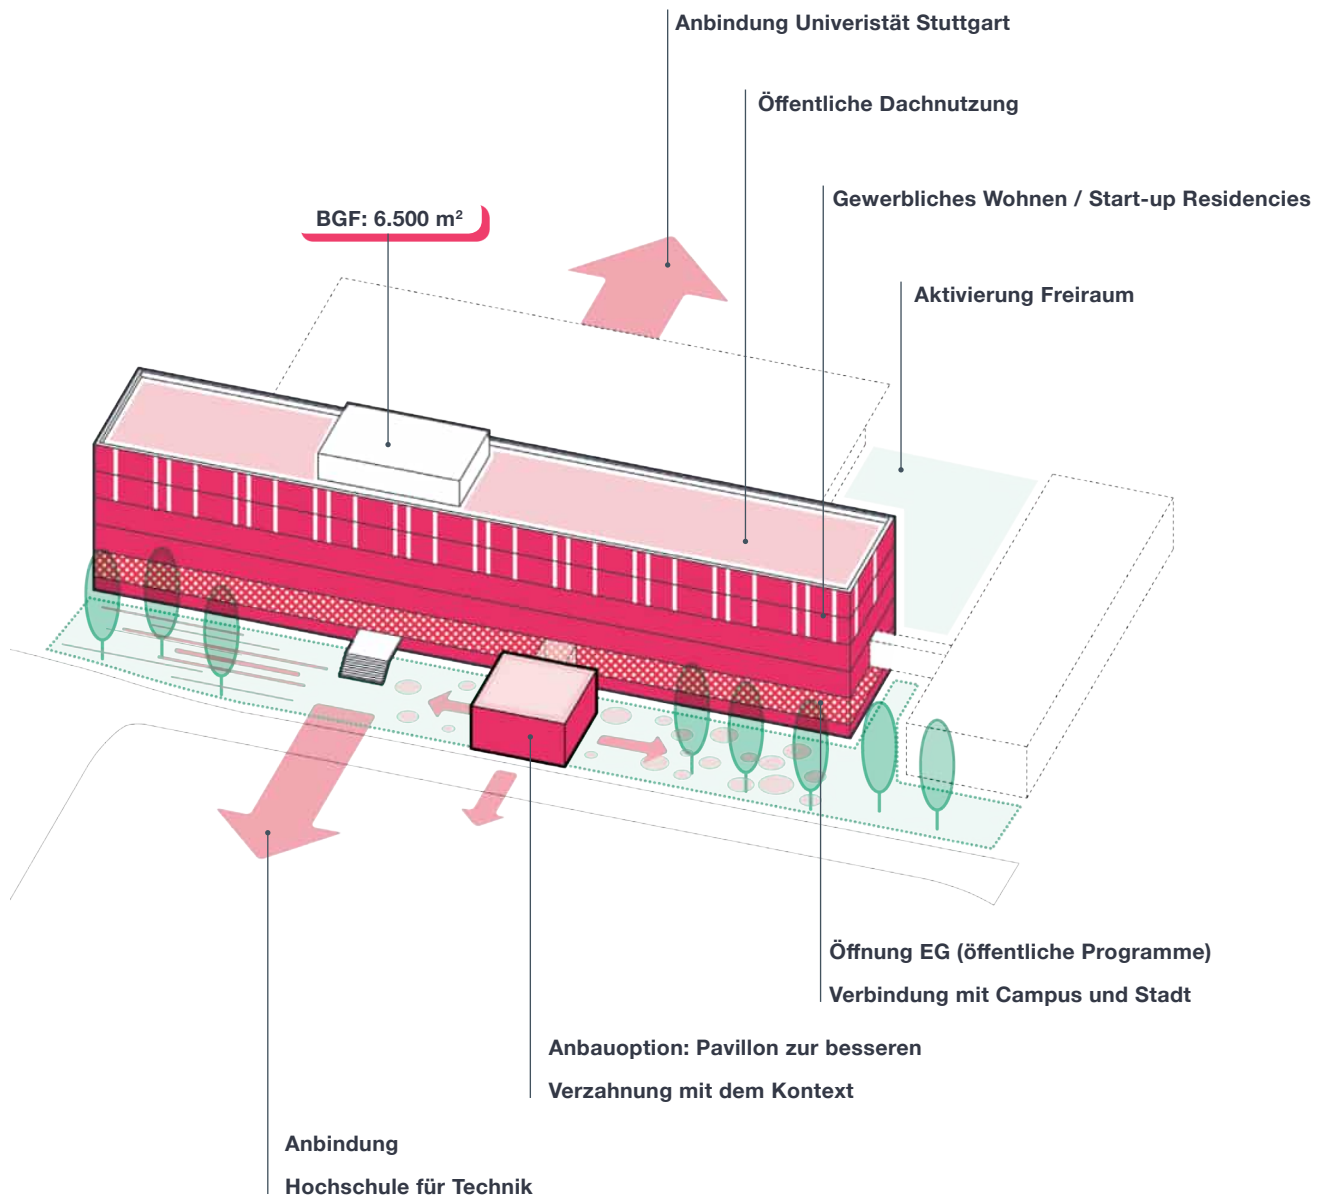 Anbindung Univeristät Stuttgart
Öffentliche Dachnutzung
Gewerbliches Wohnen / Start-up Residencies
BGF: 6.500 m²
Aktivierung Freiraum
Öffnung EG (öffentliche Programme)
Verbindung mit Campus und Stadt
Anbauoption: Pavillon zur besseren
Verzahnung mit dem Kontext
Anbindung
Hochschule für Technik